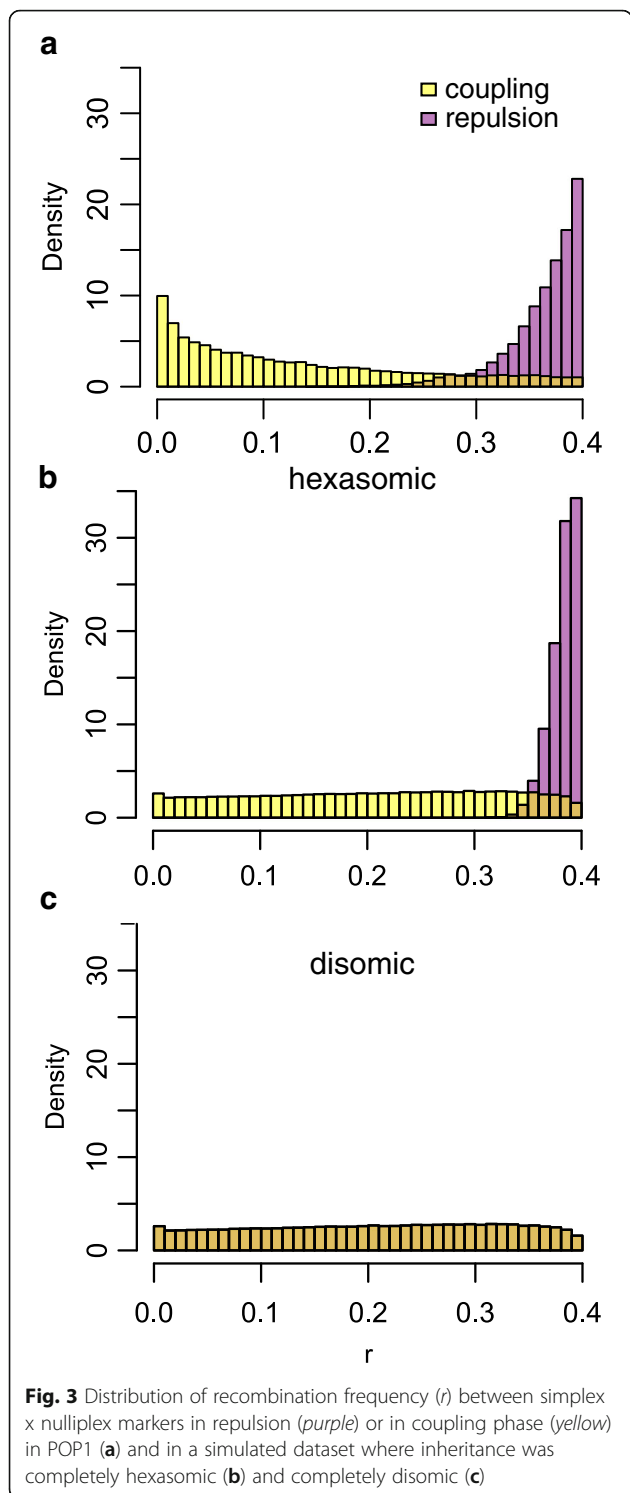 a
30
20
10
0
Density
coupling
repulsion
0.0 0.1 0.2 0.3 0.4
b
hexasomic
30
20
10
0
Density
0.0 0.1 0.2 0.3 0.4
c
disomic
30
20
10
0
Density
0.0 0.1 0.2 0.3 0.4
r
Fig. 3 Distribution of recombination frequency (r) between simplex
x nulliplex markers in repulsion (purple) or in coupling phase (yellow)
in POP1 (a) and in a simulated dataset where inheritance was
completely hexasomic (b) and completely disomic (c)